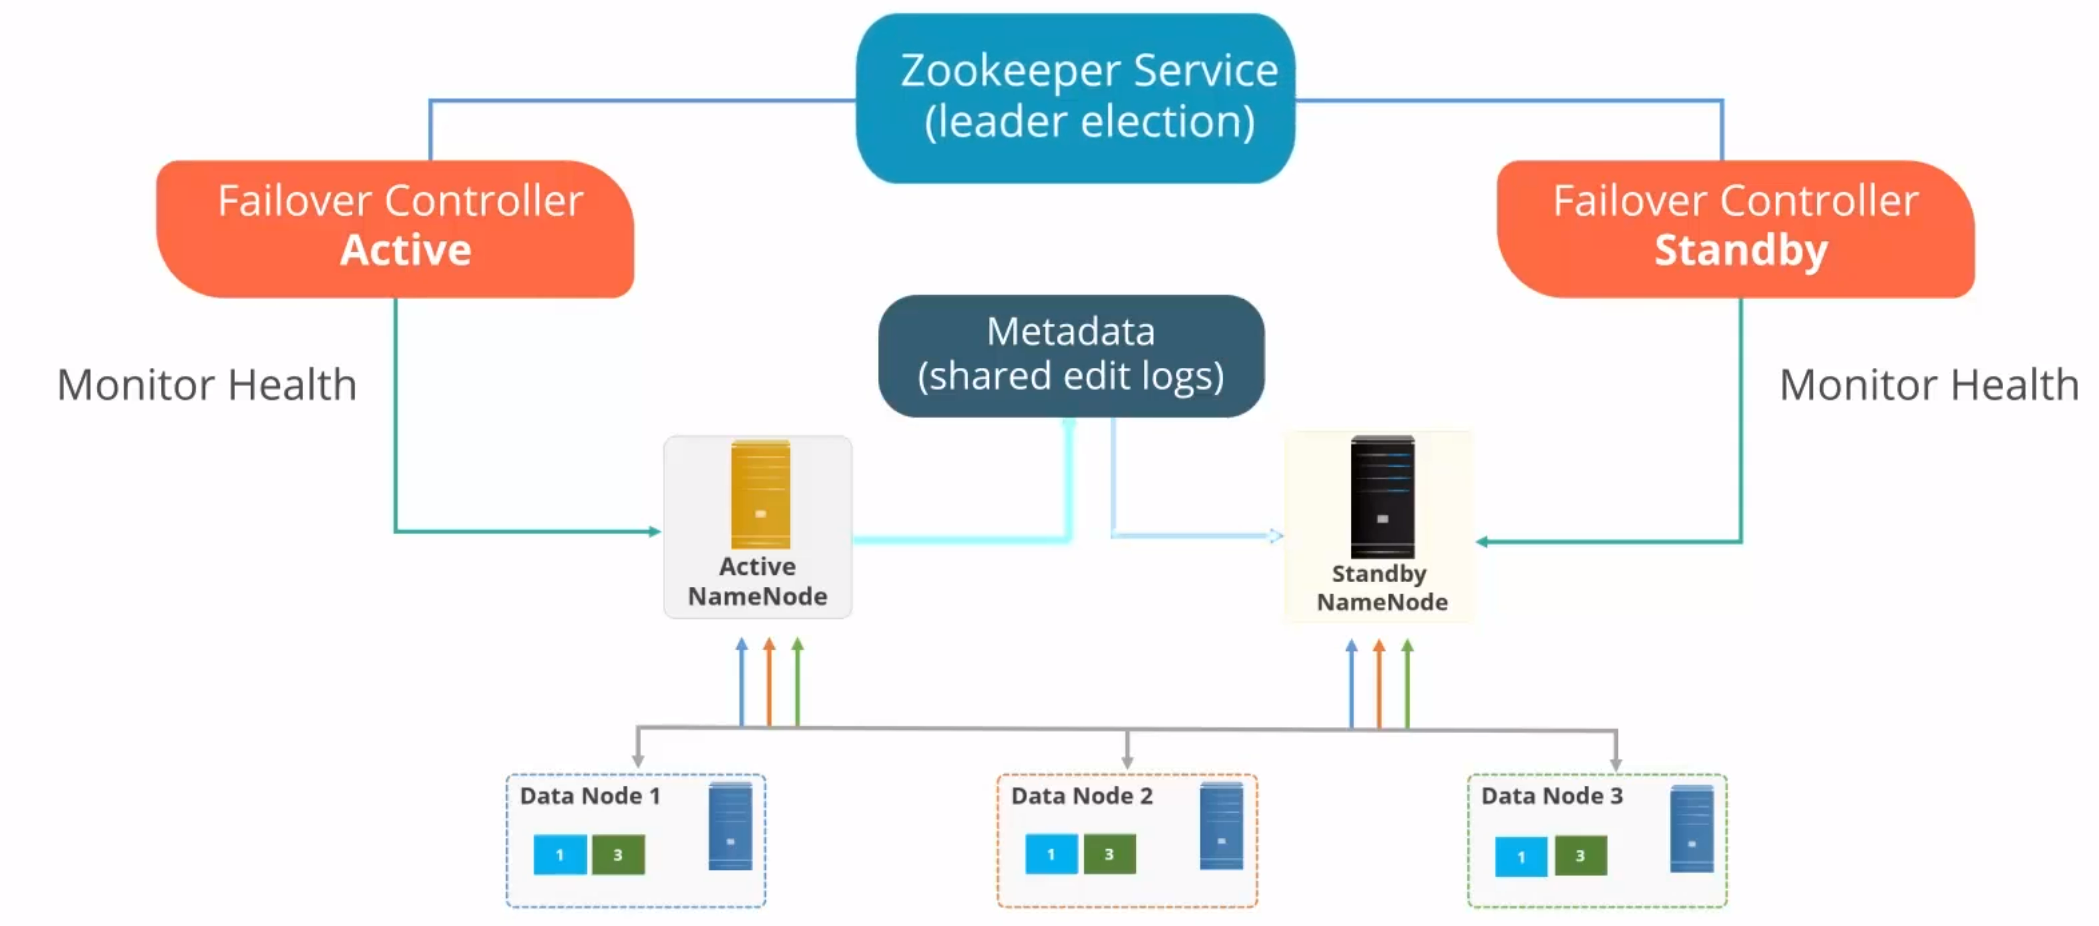 Zookeeper Service
(leader election)
Failover Controller
Active
Failover Controller
Standby
Metadata
(shared edit logs)
Monitor Health
Monitor Health
Active
NameNode
Standby
NameNode
Data Node 1
1
3
Data Node 2
1
3
Data Node 3
1
3